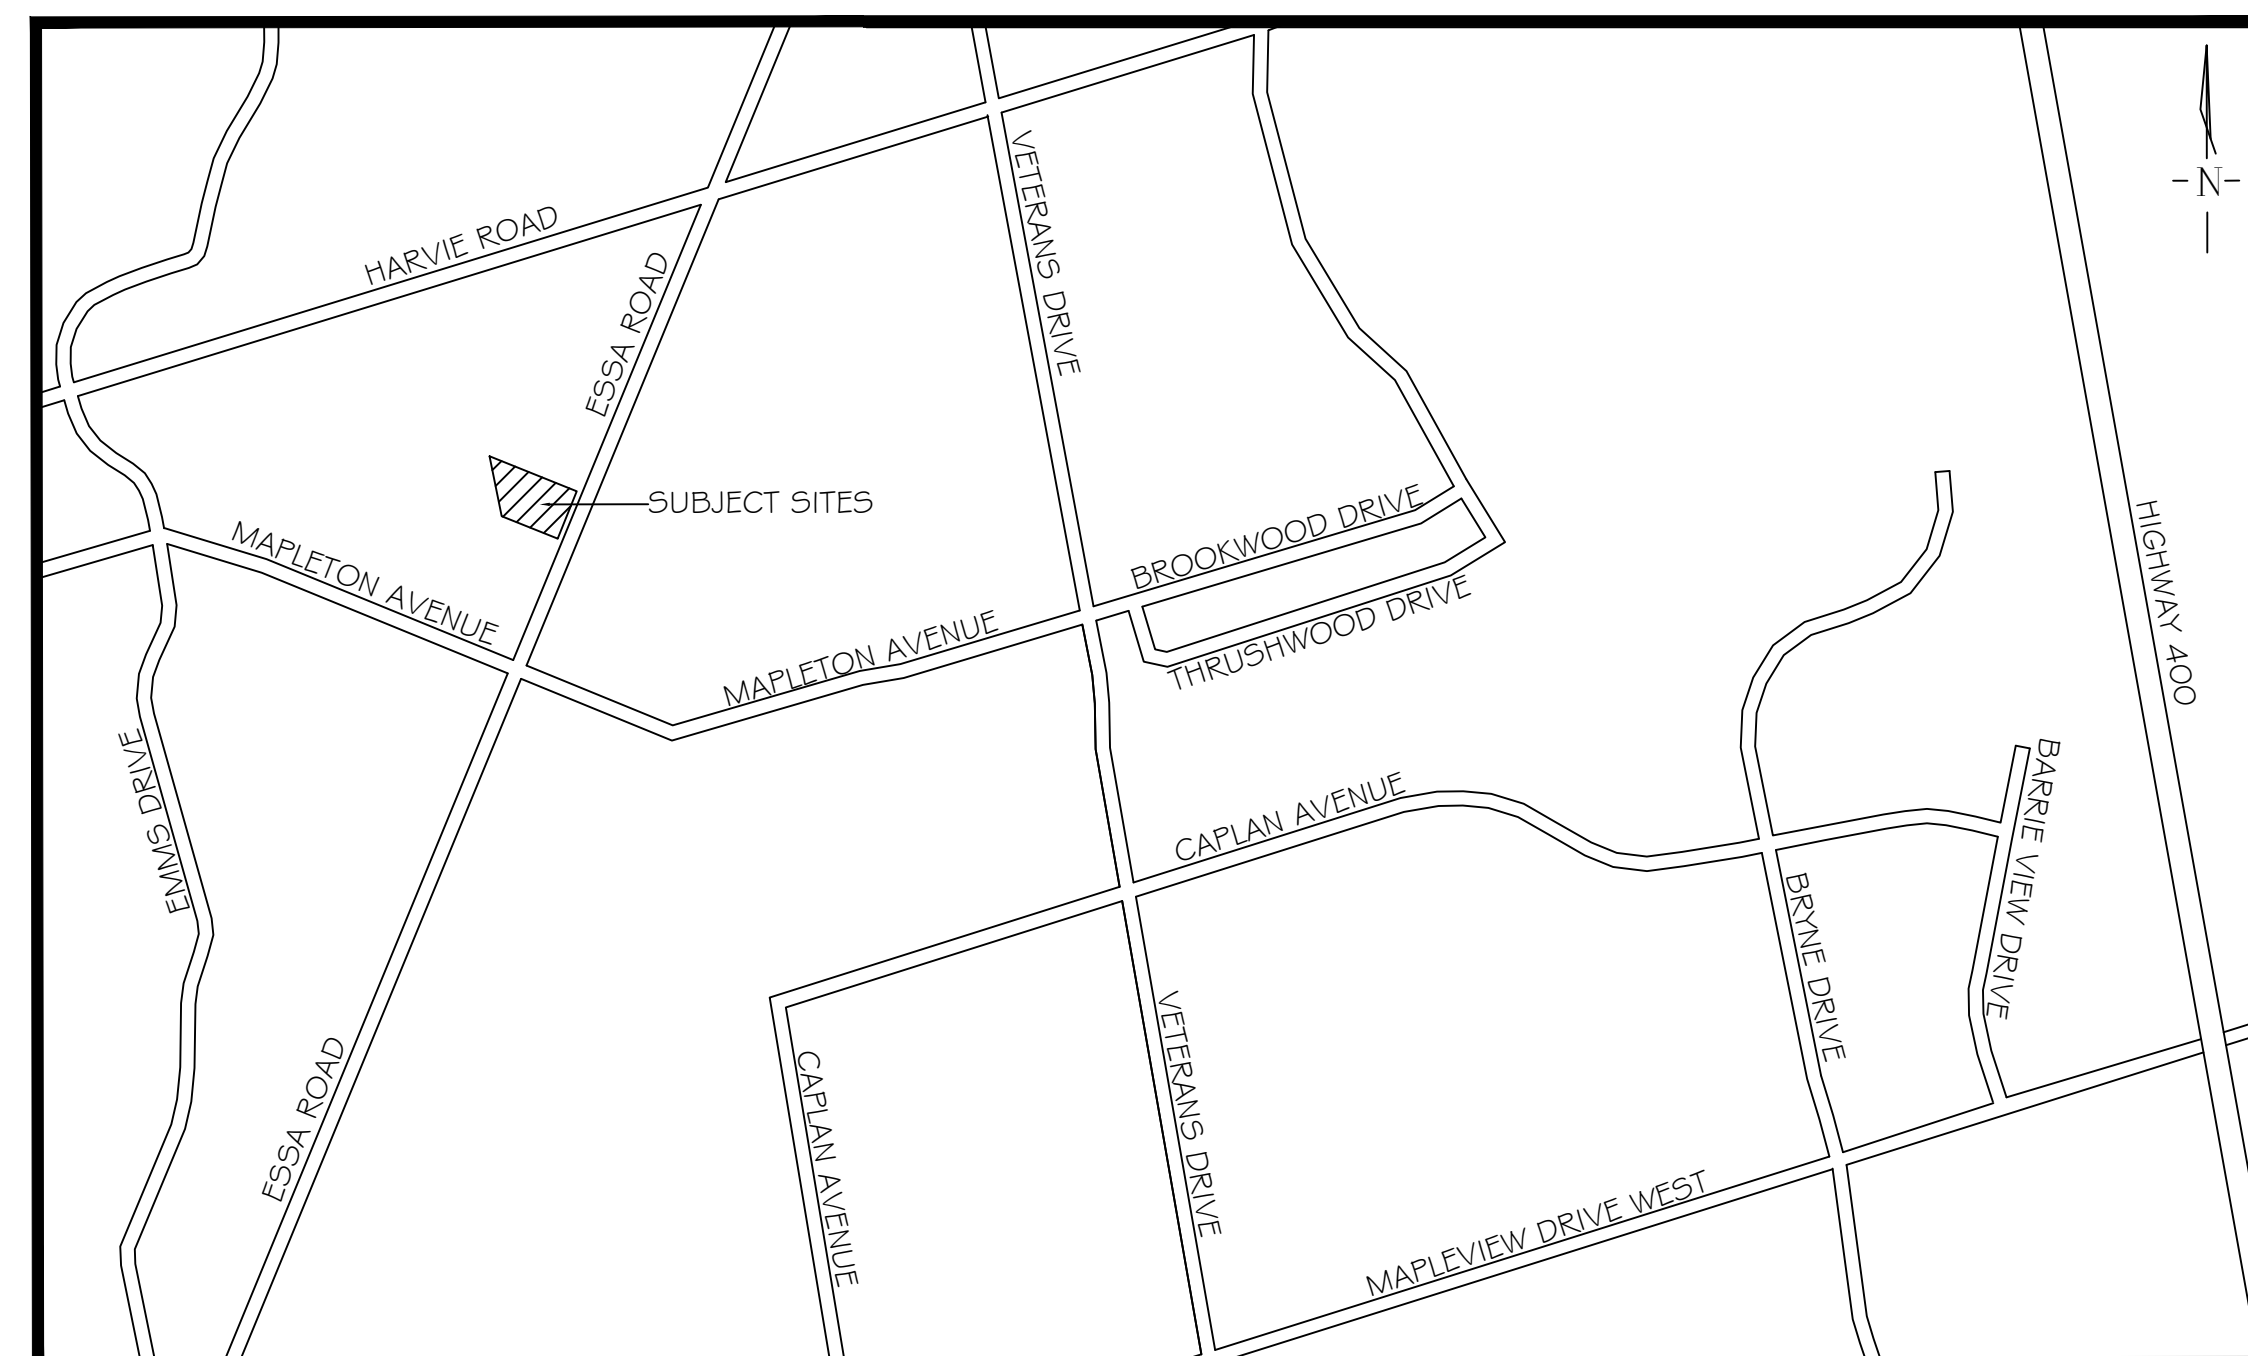 N
VETERANS DRIVE
HARVIE ROAD
ESSA ROAD
SUBJECT SITES
BROOKWOOD DRIVE
HIGHWAY 400
MAPLETON AVENUE
THRUSHWOOD DRIVE
MAPLETON AVENUE
EMMS DRIVE
BARRIE VIEW DRIVE
CAPLAN AVENUE
BRYNE DRIVE
VETERANS DRIVE
ESSA ROAD
CAPLAN AVENUE
MAPLEVIEW DRIVE WEST